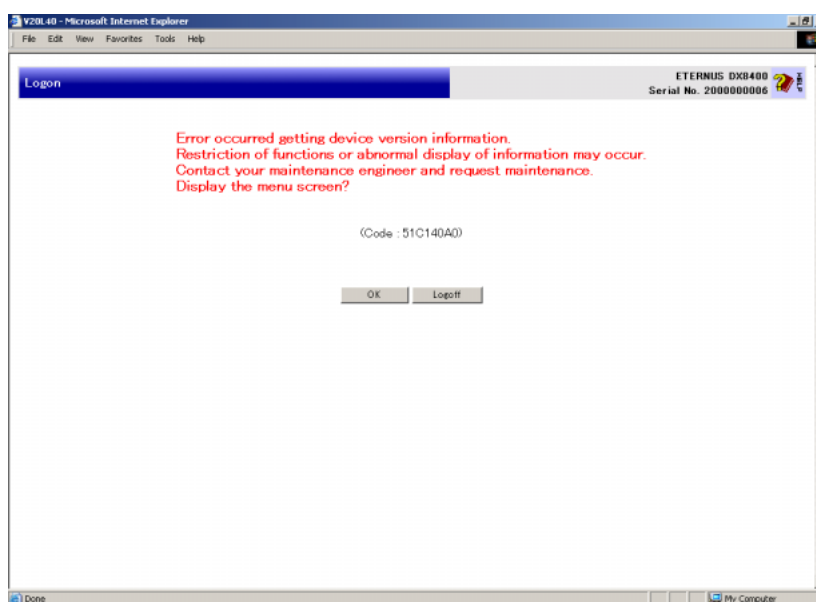 V20L40 - Microsoft Internet Explorer
File Edit View Favorites Tools Help
Logon
ETERNUS DX8400
Serial No. 2000000006
HELP
Error occurred getting device version information.
Restriction of functions or abnormal display of information may occur.
Contact your maintenance engineer and request maintenance.
Display the menu screen?
(Code : 51C140A0)
OK Logoff
Done My Computer